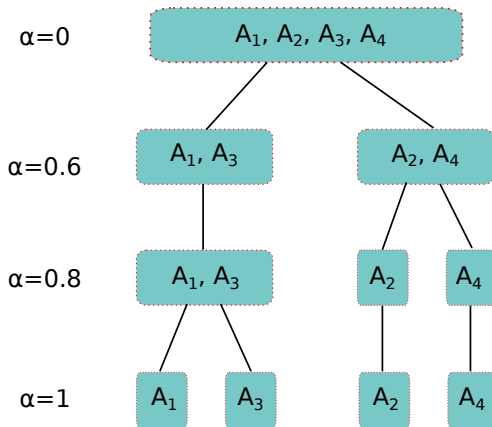 α=0 A₁, A₂, A₃, A₄
α=0.6 A₁, A₃ A₂, A₄
α=0.8 A₁, A₃ A₂ A₄
α=1 A₁ A₃ A₂ A₄